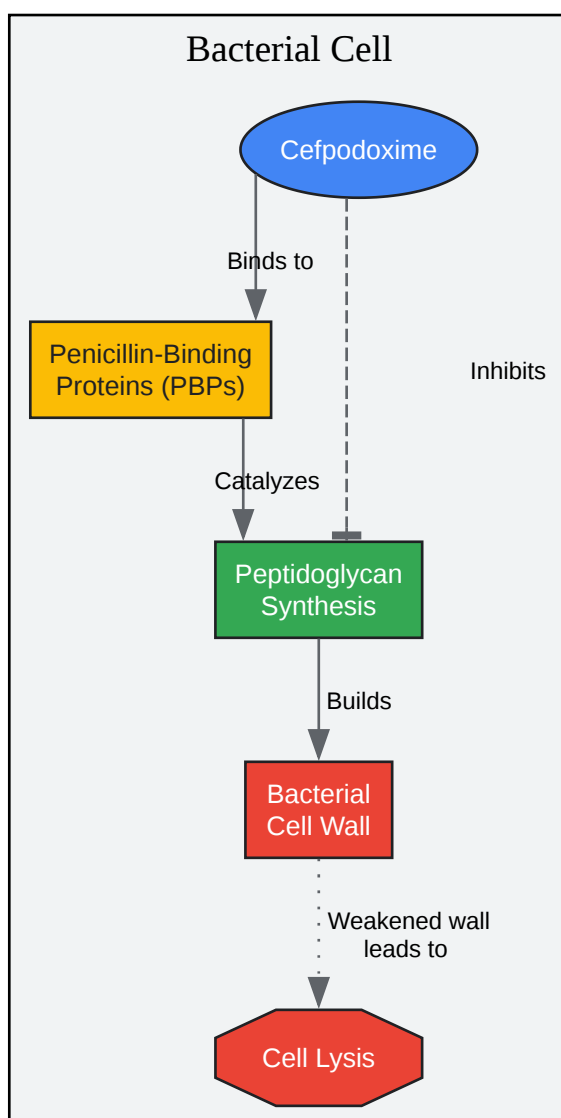 Bacterial Cell
Cefpodoxime
Binds to
Penicillin-Binding
Proteins (PBPs)
Inhibits
Catalyzes
Peptidoglycan
Synthesis
Builds
Bacterial
Cell Wall
Weakened wall
leads to
Cell Lysis